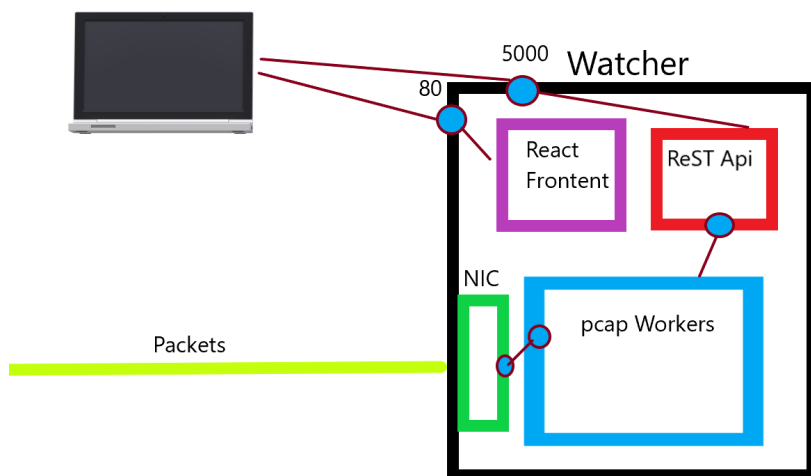 5000
Watcher
80
React
Frontent
ReST Api
NIC
pcap Workers
Packets